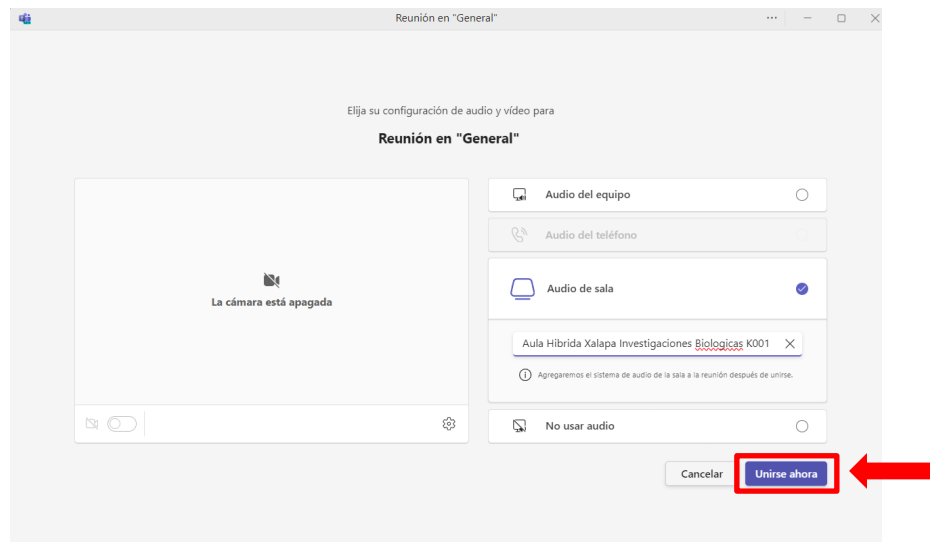 Reunión en "General"
Elija su configuración de audio y vídeo para
Reunión en "General"
La cámara está apagada
Audio del equipo
Audio del teléfono
Audio de sala
Aula Hibrida Xalapa Investigaciones Biologicas K001
Agregaremos el sistema de audio de la sala a la reunión después de unirse.
No usar audio
Cancelar
Unirse ahora